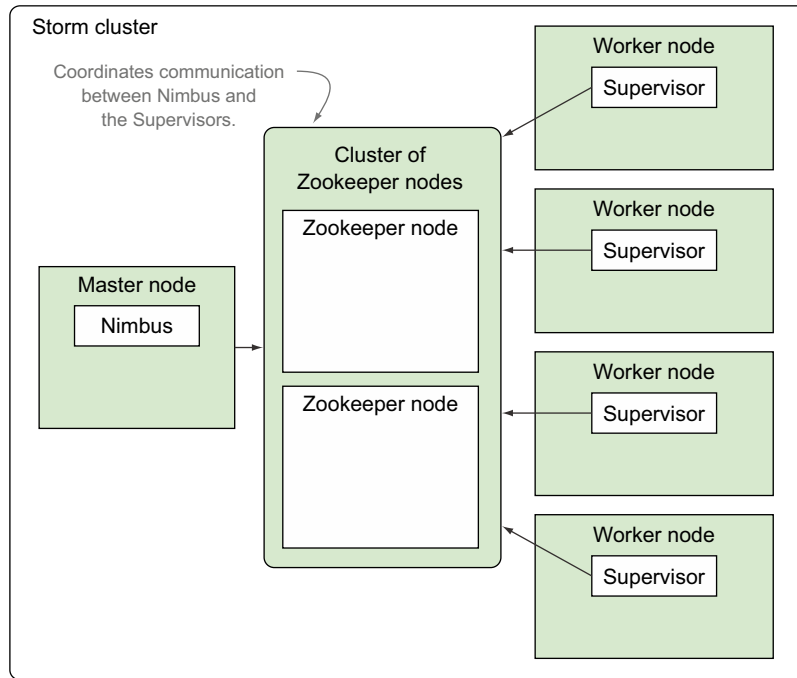 Storm cluster
Coordinates communication
between Nimbus and
the Supervisors.
Master node
Nimbus
Cluster of
Zookeeper nodes
Zookeeper node
Zookeeper node
Worker node
Supervisor
Worker node
Supervisor
Worker node
Supervisor
Worker node
Supervisor